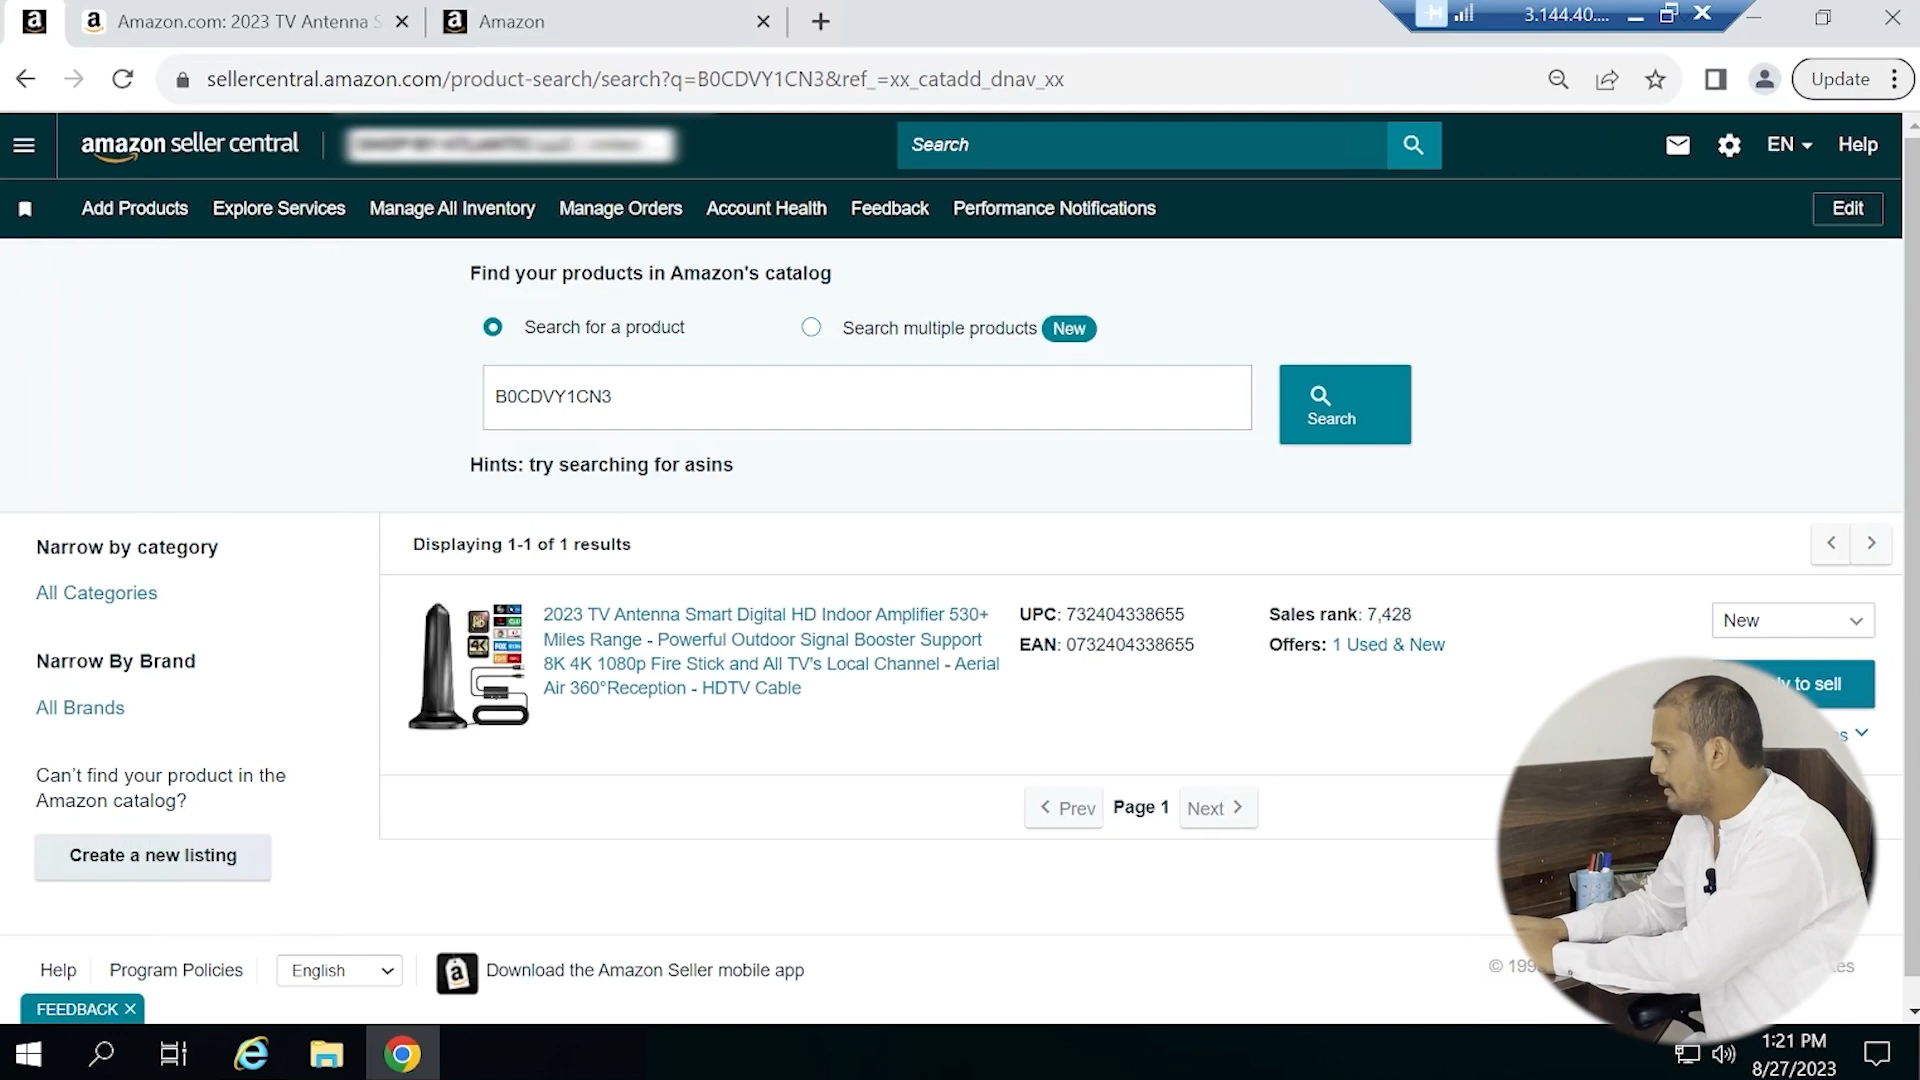 Amazon.com: 2023 TV Antenna S
Amazon
3.144.40....
sellercentral.amazon.com/product-search/search?q=B0CDVY1CN3&ref_=xx_catadd_dnav_xx
Update
amazon seller central
Search
EN
Help
Add Products
Explore Services
Manage All Inventory
Manage Orders
Account Health
Feedback
Performance Notifications
Edit
Find your products in Amazon's catalog
Search for a product
Search multiple products New
B0CDVY1CN3
Search
Hints: try searching for asins
Narrow by category
All Categories
Narrow By Brand
All Brands
Can't find your product in the
Amazon catalog?
Create a new listing
Displaying 1-1 of 1 results
2023 TV Antenna Smart Digital HD Indoor Amplifier 530+
Miles Range - Powerful Outdoor Signal Booster Support
8K 4K 1080p Fire Stick and All TV's Local Channel - Aerial
Air 360°Reception - HDTV Cable
UPC: 732404338655
EAN: 0732404338655
Sales rank: 7,428
Offers: 1 Used & New
New
to sell
Prev
Page 1
Next
Help
Program Policies
English
Download the Amazon Seller mobile app
FEEDBACK
1:21 PM
8/27/2023